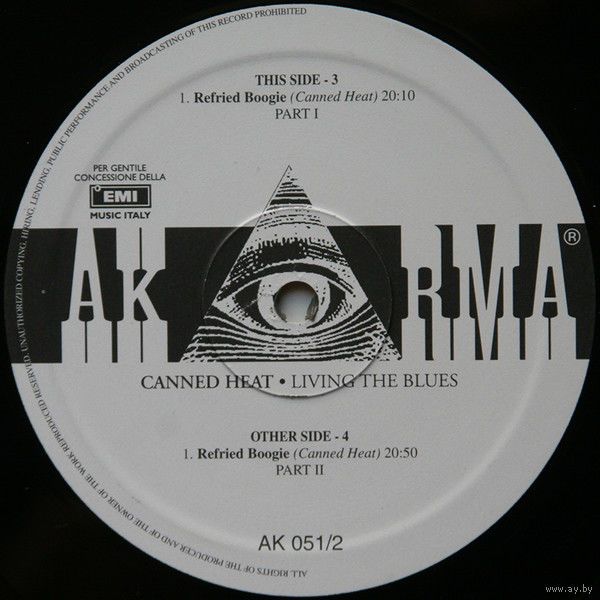 THIS SIDE - 3
1. Refried Boogie (Canned Heat) 20:10
PART I
PER GENTILE
CONCESSIONE DELLA
EMI
MUSIC ITALY
AKARMA ®
CANNED HEAT • LIVING THE BLUES
OTHER SIDE - 4
1. Refried Boogie (Canned Heat) 20:50
PART II
AK 051/2
ALL RIGHTS OF THE PRODUCER AND OF THE OWNER OF THE WORK REPRODUCED RESERVED. UNAUTHORIZED COPYING, HIRING, LENDING, PUBLIC PERFORMANCE AND BROADCASTING OF THIS RECORD PROHIBITED
www.ay.by